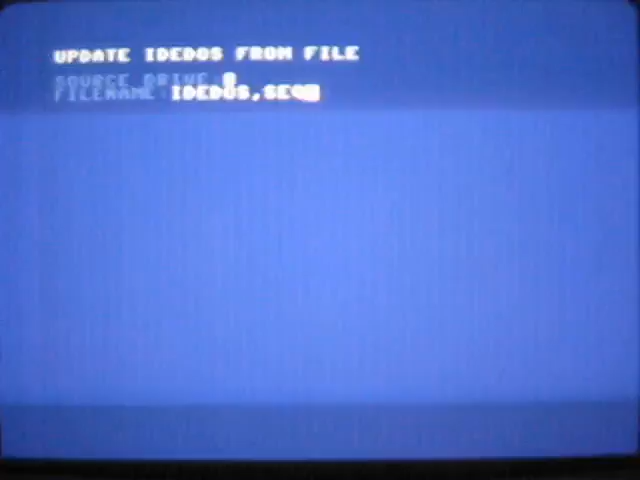 UPDATE IDEDOS FROM FILE
SOURCE DRIVE:8
FILENAME:IDEDOS,SEQ